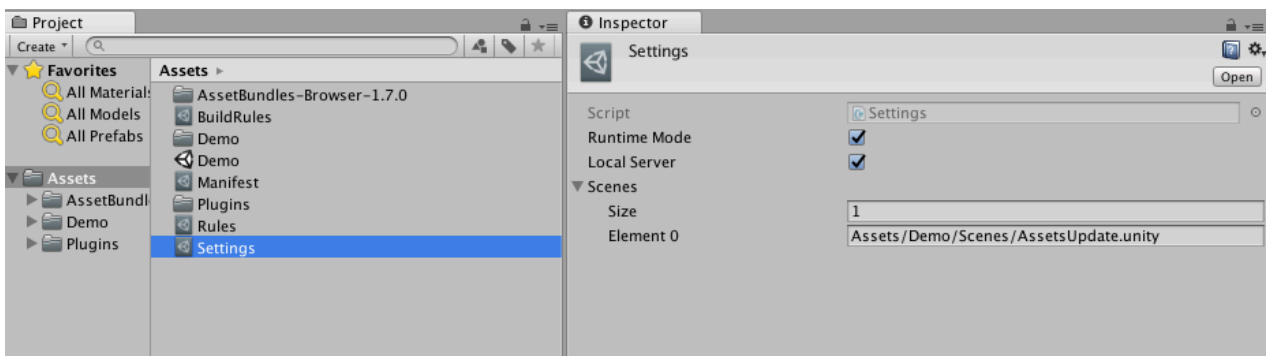 Project
Create
Favorites
All Materials
All Models
All Prefabs
Assets
AssetBundl
Demo
Plugins
Assets
AssetBundles-Browser-1.7.0
BuildRules
Demo
Demo
Manifest
Plugins
Rules
Settings
Inspector
Settings
Open
Script
Settings
Runtime Mode
Local Server
Scenes
Size
1
Element 0
Assets/Demo/Scenes/AssetsUpdate.unity